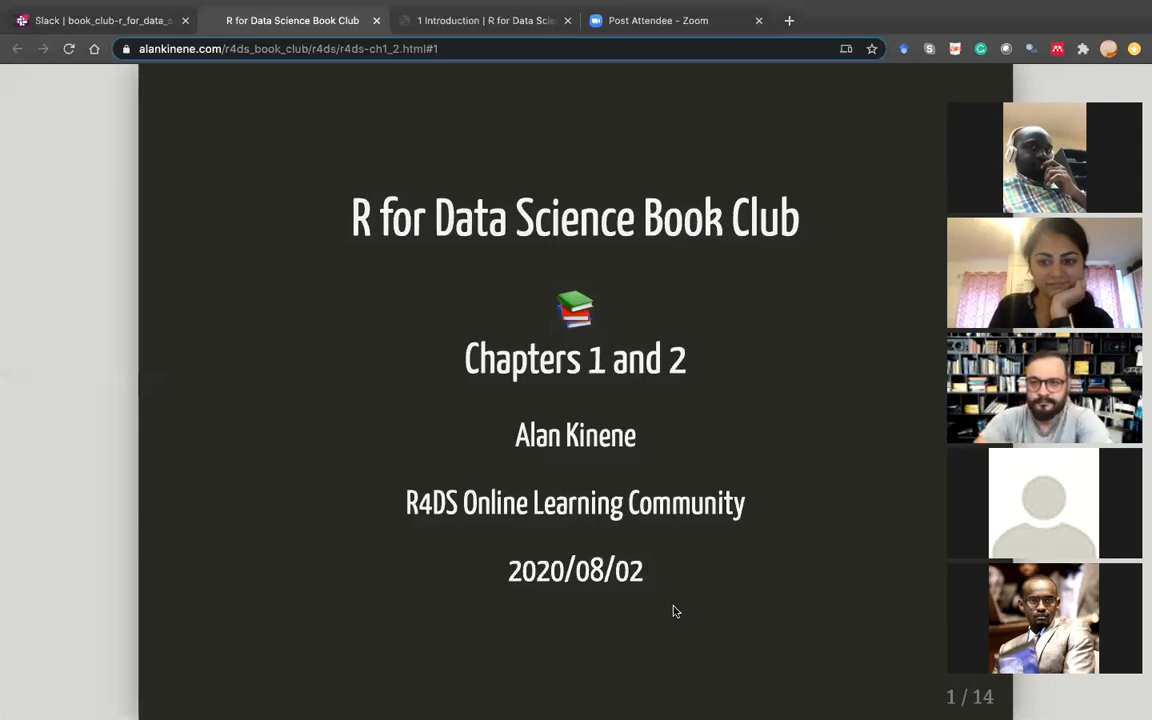 Slack | book_club-r_for_data_s
R for Data Science Book Club
1 Introduction | R for Data Scie
Post Attendee - Zoom
alankinene.com/r4ds_book_club/r4ds/r4ds-ch1_2.html#1
R for Data Science Book Club
Chapters 1 and 2
Alan Kinene
R4DS Online Learning Community
2020/08/02
1 / 14